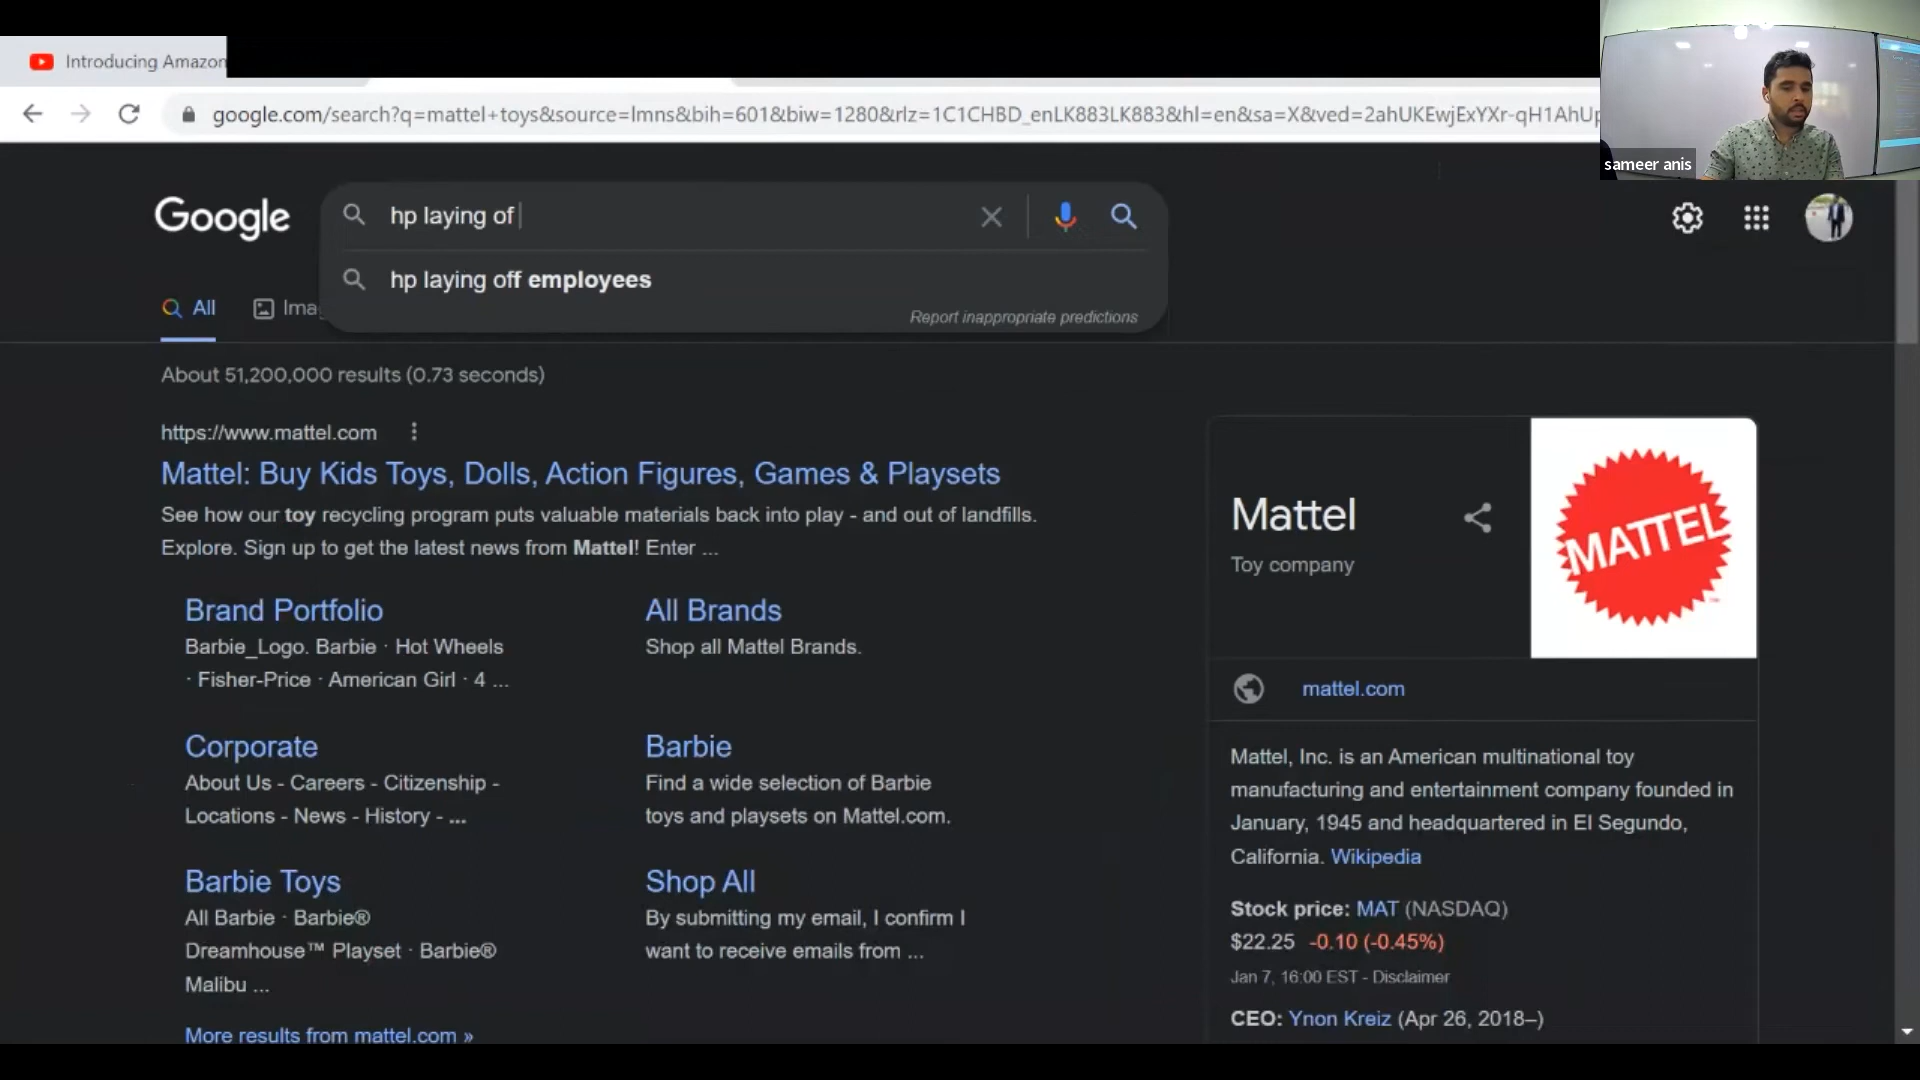 Introducing Amazon
google.com/search?q=mattel+toys&source=lmns&bih=601&biw=1280&rlz=1C1CHBD_enLK883LK883&hl=en&sa=X&ved=2ahUKEwjExYXr-qH1AhUp
sameer anis
Google
hp laying of
hp laying off employees
Report inappropriate predictions
All
Ima
About 51,200,000 results (0.73 seconds)
https://www.mattel.com
Mattel: Buy Kids Toys, Dolls, Action Figures, Games & Playsets
See how our toy recycling program puts valuable materials back into play - and out of landfills.
Explore. Sign up to get the latest news from Mattel! Enter ...
Brand Portfolio
Barbie_Logo. Barbie · Hot Wheels
· Fisher-Price · American Girl · 4 ...
All Brands
Shop all Mattel Brands.
Corporate
About Us - Careers - Citizenship -
Locations - News - History - ...
Barbie
Find a wide selection of Barbie
toys and playsets on Mattel.com.
Barbie Toys
All Barbie · Barbie®
Dreamhouse™ Playset · Barbie®
Malibu ...
Shop All
By submitting my email, I confirm I
want to receive emails from ...
More results from mattel.com »
Mattel
Toy company
MATTEL
mattel.com
Mattel, Inc. is an American multinational toy
manufacturing and entertainment company founded in
January, 1945 and headquartered in El Segundo,
California. Wikipedia
Stock price: MAT (NASDAQ)
$22.25 -0.10 (-0.45%)
Jan 7, 16:00 EST - Disclaimer
CEO: Ynon Kreiz (Apr 26, 2018–)